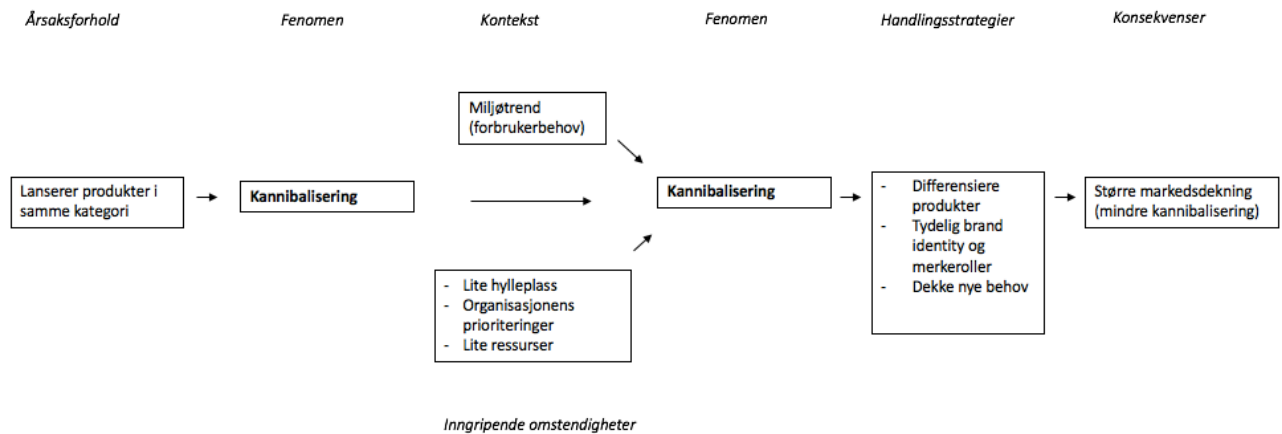 Årsaksforhold
Fenomen
Kontekst
Fenomen
Handlingsstrategier
Konsekvenser
Miljøtrend
(forbrukerbehov)
Lanserer produkter i
samme kategori
Kannibalisering
Kannibalisering
- Differensiere
produkter
- Tydelig brand
identity og
merkeroller
- Dekke nye behov
Større markedsdekning
(mindre kannibalisering)
- Lite hylleplass
- Organisasjonens
prioriteringer
- Lite ressurser
Inngripende omstendigheter